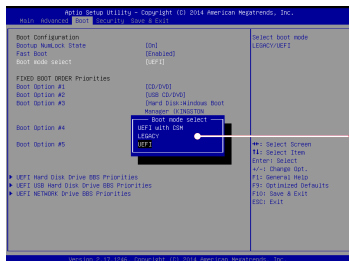 Aptio Setup Utility - Copyright (C) 2014 American Megatrends, Inc.
Main Advanced Boot Security Save & Exit
Boot Configuration
Bootup NumLock State [On]
Fast Boot [Enabled]
Boot mode select [UEFI]
FIXED BOOT ORDER Priorities
Boot Option #1 [CD/DVD]
Boot Option #2 [USB CD/DVD]
Boot Option #3 [Hard Disk:Windows Boot
Manager (KINGSTON
Boot Option #4
Boot Option #5
Boot mode select
UEFI with CSM
LEGACY
UEFI
UEFI Hard Disk Drive BBS Priorities
UEFI USB Hard Disk Drive BBS Priorities
UEFI NETWORK Drive BBS Priorities
Select boot mode
LEGACY/UEFI
→←: Select Screen
↑↓: Select Item
Enter: Select
+/-: Change Opt.
F1: General Help
F9: Optimized Defaults
F10: Save & Exit
ESC: Exit
Version 2.17.1246. Copyright (C) 2014 American Megatrends, Inc.